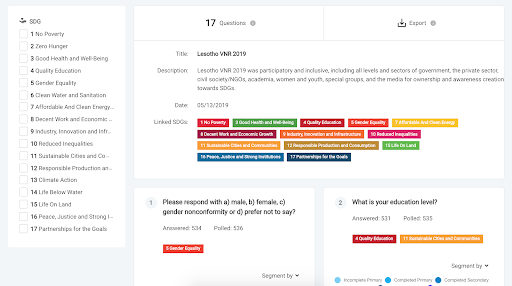 SDG
1 No Poverty
2 Zero Hunger
3 Good Health and Well-Being
4 Quality Education
5 Gender Equality
6 Clean Water and Sanitation
7 Affordable And Clean Energy...
8 Decent Work and Economic...
9 Industry, Innovation and Infr...
10 Reduced Inequalities
11 Sustainable Cities and Co...
12 Responsible Production an...
13 Climate Action
14 Life Below Water
15 Life On Land
16 Peace, Justice and Strong I...
17 Partnerships for the Goals
17 Questions
Export
Title: Lesotho VNR 2019
Description: Lesotho VNR 2019 was participatory and inclusive, including all levels and sectors of government, the private sector,
civil society/NGOs, academia, women and youth, special groups, and the media for ownership and awareness creation
towards SDGs.
Date: 05/13/2019
Linked SDGs: 1 No Poverty 3 Good Health and Well-Being 4 Quality Education 5 Gender Equality 7 Affordable And Clean Energy
8 Decent Work and Economic Growth 9 Industry, Innovation and Infrastructure 10 Reduced Inequalities
11 Sustainable Cities and Communities 12 Responsible Production and Consumption 15 Life On Land
16 Peace, Justice and Strong Institutions 17 Partnerships for the Goals
1 Please respond with a) male, b) female, c)
gender nonconformity or d) prefer not to say?
Answered: 534 Polled: 536
5 Gender Equality
Segment by
2 What is your education level?
Answered: 531 Polled: 535
4 Quality Education 11 Sustainable Cities and Communities
Segment by
Incomplete Primary Completed Primary Completed Secondary